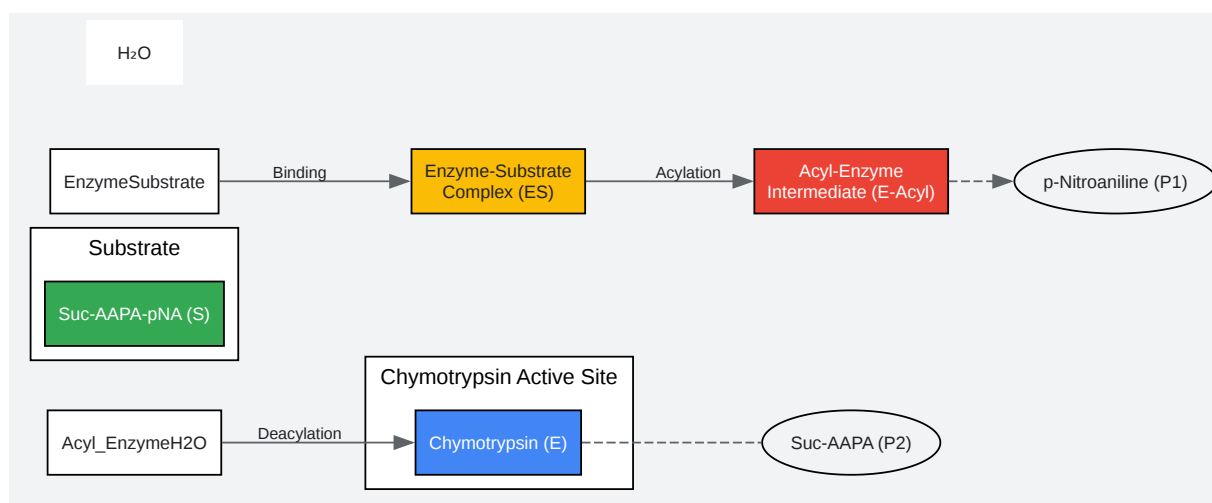 H₂O
EnzymeSubstrate
Binding
Enzyme-Substrate
Complex (ES)
Acylation
Acyl-Enzyme
Intermediate (E-Acyl)
p-Nitroaniline (P1)
Substrate
Suc-AAPA-pNA (S)
Chymotrypsin Active Site
Acyl_EnzymeH2O
Deacylation
Chymotrypsin (E)
Suc-AAPA (P2)